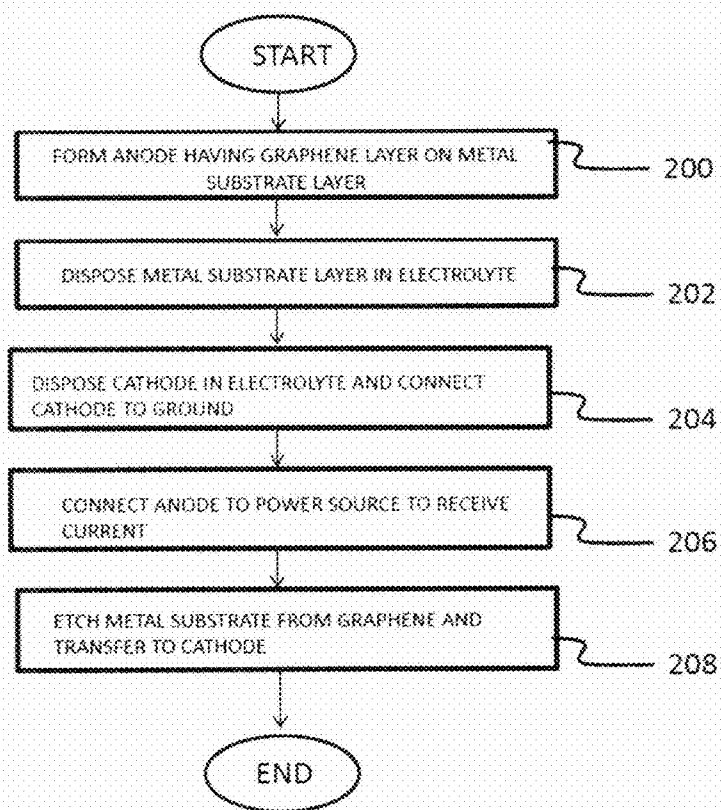 START
FORM ANODE HAVING GRAPHENE LAYER ON METAL
SUBSTRATE LAYER
200
DISPOSE METAL SUBSTRATE LAYER IN ELECTROLYTE
202
DISPOSE CATHODE IN ELECTROLYTE AND CONNECT
CATHODE TO GROUND
204
CONNECT ANODE TO POWER SOURCE TO RECEIVE
CURRENT
206
ETCH METAL SUBSTRATE FROM GRAPHENE AND
TRANSFER TO CATHODE
208
END